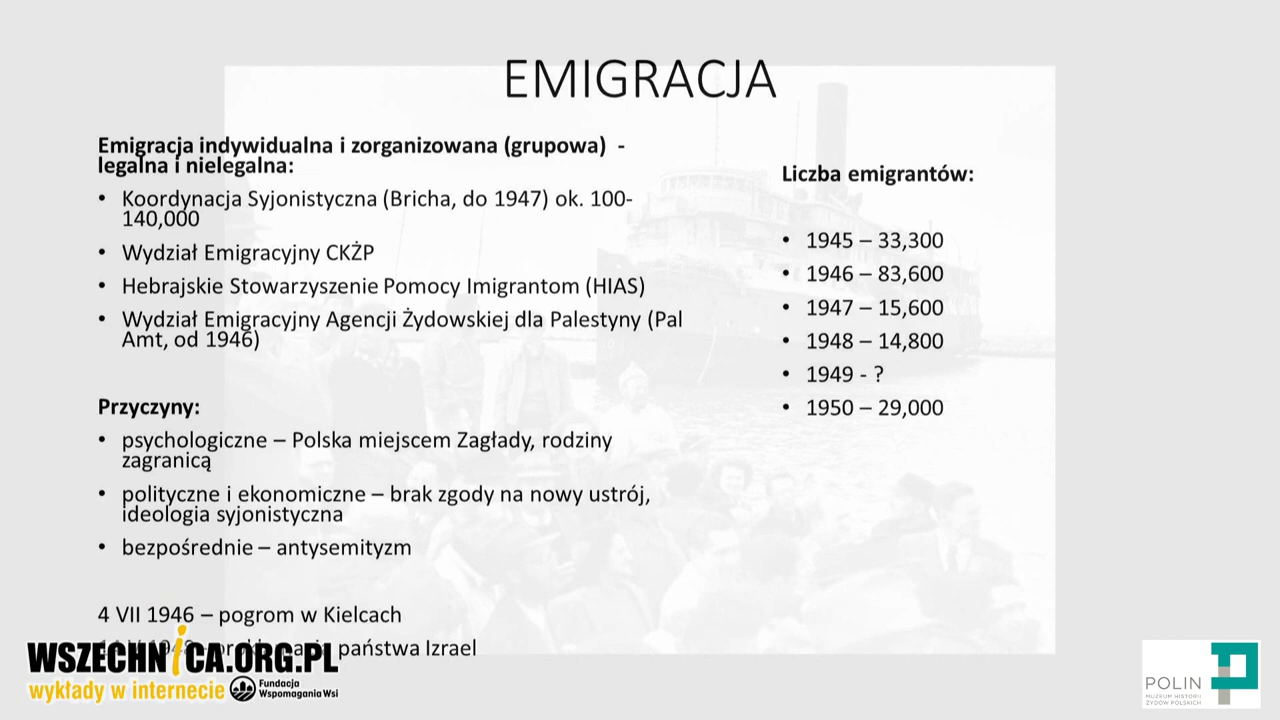 EMIGRACJA
Emigracja indywidualna i zorganizowana (grupowa) -
legalna i nielegalna:
• Koordynacja Syjonistyczna (Bricha, do 1947) ok. 100-
140,000
• Wydział Emigracyjny CKŻP
• Hebrajskie Stowarzyszenie Pomocy Imigrantom (HIAS)
• Wydział Emigracyjny Agencji Żydowskiej dla Palestyny (Pal
Amt, od 1946)
Przyczyny:
• psychologiczne – Polska miejscem Zagłady, rodziny
zagranicą
• polityczne i ekonomiczne – brak zgody na nowy ustrój,
ideologia syjonistyczna
• bezpośrednie – antysemityzm
4 VII 1946 – pogrom w Kielcach
państwa Izrael
Liczba emigrantów:
• 1945 – 33,300
• 1946 – 83,600
• 1947 – 15,600
• 1948 – 14,800
• 1949 - ?
• 1950 – 29,000
WSZECHNICA.ORG.PL
wykłady w internecie
Fundacja
Wspomagania Wsi
POLIN
MUZEUM HISTORII
ŻYDÓW POLSKICH